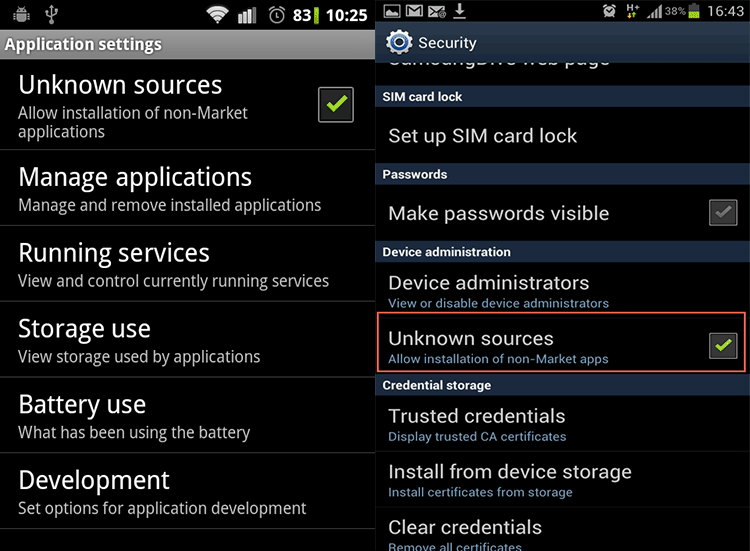 83 10:25
Application settings
Unknown sources
Allow installation of non-Market
applications
Manage applications
Manage and remove installed applications
Running services
View and control currently running services
Storage use
View storage used by applications
Battery use
What has been using the battery
Development
Set options for application development
H+ 38% 16:43
Security
SamsungDive web page
SIM card lock
Set up SIM card lock
Passwords
Make passwords visible
Device administration
Device administrators
View or disable device administrators
Unknown sources
Allow installation of non-Market apps
Credential storage
Trusted credentials
Display trusted CA certificates
Install from device storage
Install certificates from storage
Clear credentials
Remove all certificates